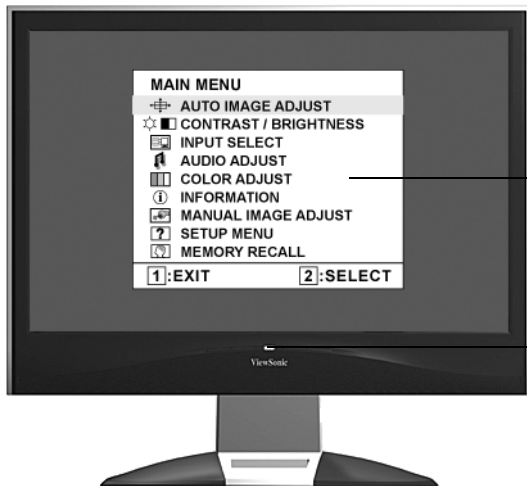 MAIN MENU
AUTO IMAGE ADJUST
CONTRAST / BRIGHTNESS
INPUT SELECT
AUDIO ADJUST
COLOR ADJUST
INFORMATION
MANUAL IMAGE ADJUST
SETUP MENU
MEMORY RECALL
1:EXIT 2:SELECT
ViewSonic